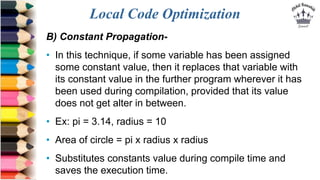 Local Code Optimization
B) Constant Propagation-
• In this technique, if some variable has been assigned
some constant value, then it replaces that variable with
its constant value in the further program wherever it has
been used during compilation, provided that its value
does not get alter in between.
• Ex: pi = 3.14, radius = 10
• Area of circle = pi x radius x radius
• Substitutes constants value during compile time and
saves the execution time.